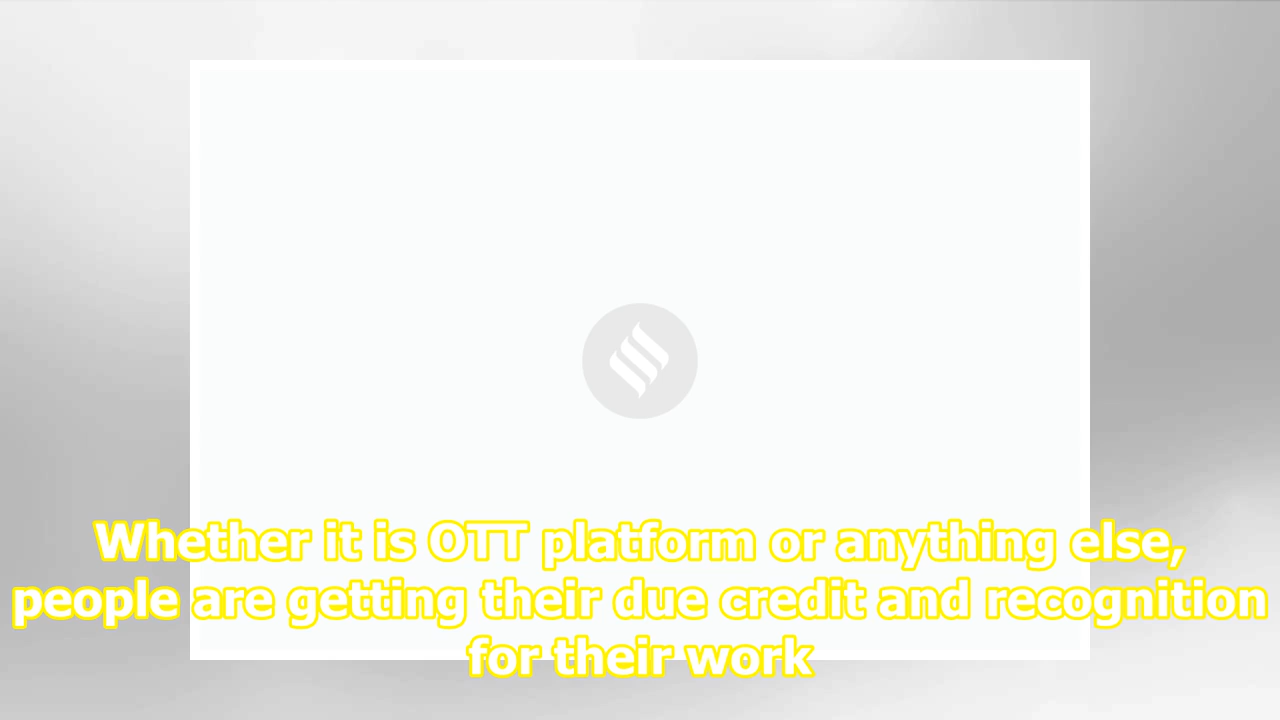 Whether it is OTT platform or anything else,
people are getting their due credit and recognition
for their work